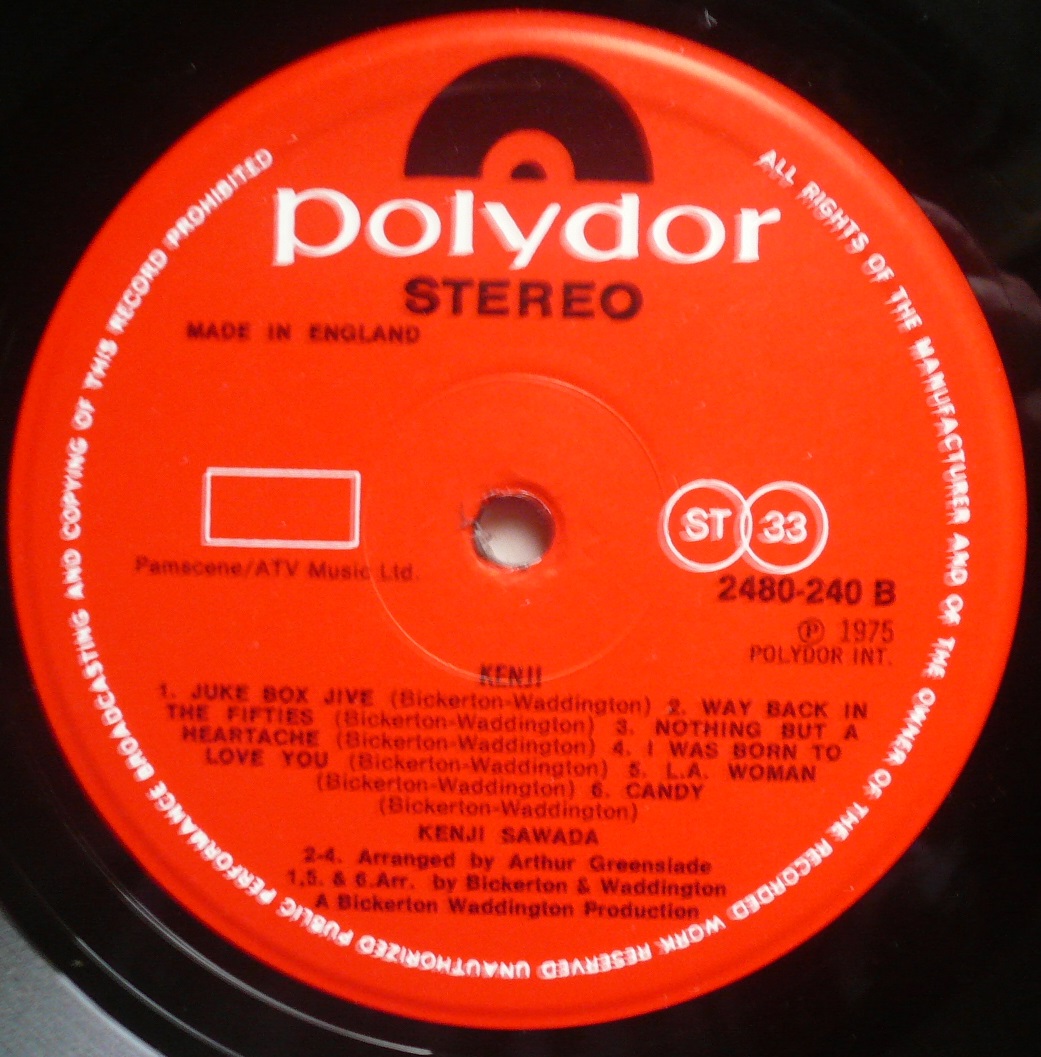 polydor
STEREO
MADE IN ENGLAND
ST 33
Pamscene/ATV Music Ltd.
2480-240 B
℗ 1975
POLYDOR INT.
KENJI
1. JUKE BOX JIVE (Bickerton-Waddington) 2. WAY BACK IN
THE FIFTIES (Bickerton-Waddington) 3. NOTHING BUT A
HEARTACHE (Bickerton-Waddington) 4. I WAS BORN TO
LOVE YOU (Bickerton-Waddington) 5. L.A. WOMAN
(Bickerton-Waddington) 6. CANDY
(Bickerton-Waddington)
KENJI SAWADA
2-4. Arranged by Arthur Greenslade
1,5. & 6.Arr. by Bickerton & Waddington
A Bickerton Waddington Production
ALL RIGHTS OF THE MANUFACTURER AND OF THE OWNER OF THE RECORDED WORK RESERVED UNAUTHORIZED PUBLIC PERFORMANCE BROADCASTING AND COPYING OF THIS RECORD PROHIBITED